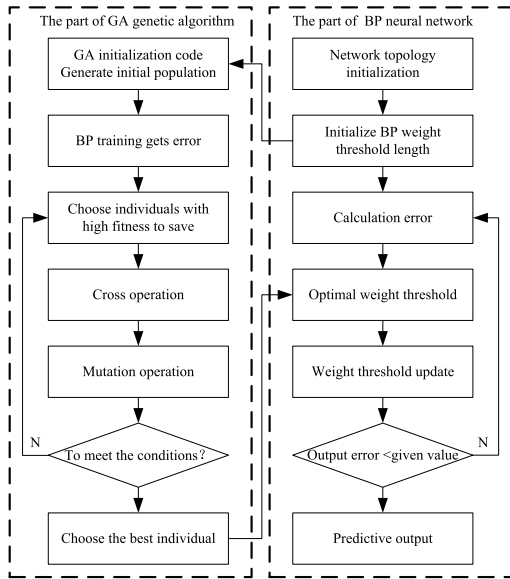 The part of GA genetic algorithm
GA initialization code
Generate initial population
BP training gets error
Choose individuals with
high fitness to save
Cross operation
Mutation operation
N
To meet the conditions?
Choose the best individual
The part of BP neural network
Network topology
initialization
Initialize BP weight
threshold length
Calculation error
Optimal weight threshold
Weight threshold update
Output error <given value
N
Predictive output